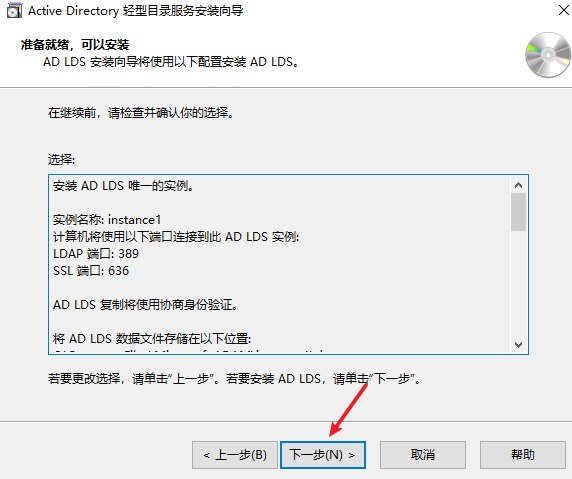 Active Directory 轻型目录服务安装向导
准备就绪，可以安装
AD LDS 安装向导将使用以下配置安装 AD LDS。
在继续前，请检查并确认你的选择。
选择:
安装 AD LDS 唯一的实例。
实例名称: instance1
计算机将使用以下端口连接到此 AD LDS 实例:
LDAP 端口: 389
SSL 端口: 636
AD LDS 复制将使用协商身份验证。
将 AD LDS 数据文件存储在以下位置:
若要更改选择，请单击“上一步”。若要安装 AD LDS，请单击“下一步”。
< 上一步(B)
下一步(N) >
取消
帮助